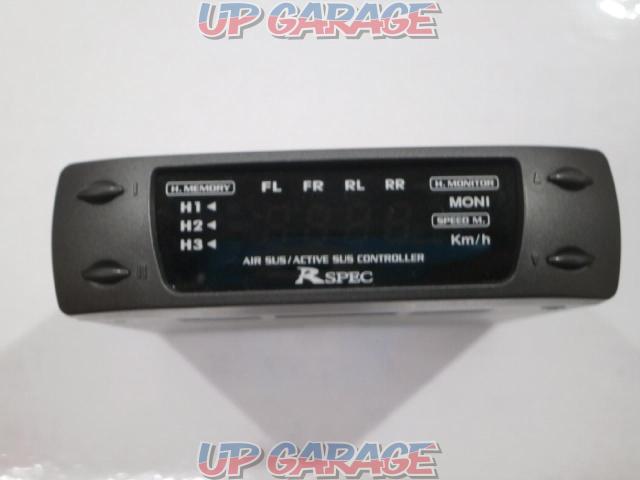 UP GARAGE
H. MEMORY FL FR RL RR H. MONITOR
H1 ◄ MONI
H2 ◄ SPEED M.
H3 ◄ Km/h
AIR SUS/ACTIVE SUS CONTROLLER
RSPEC
UP GARAGE